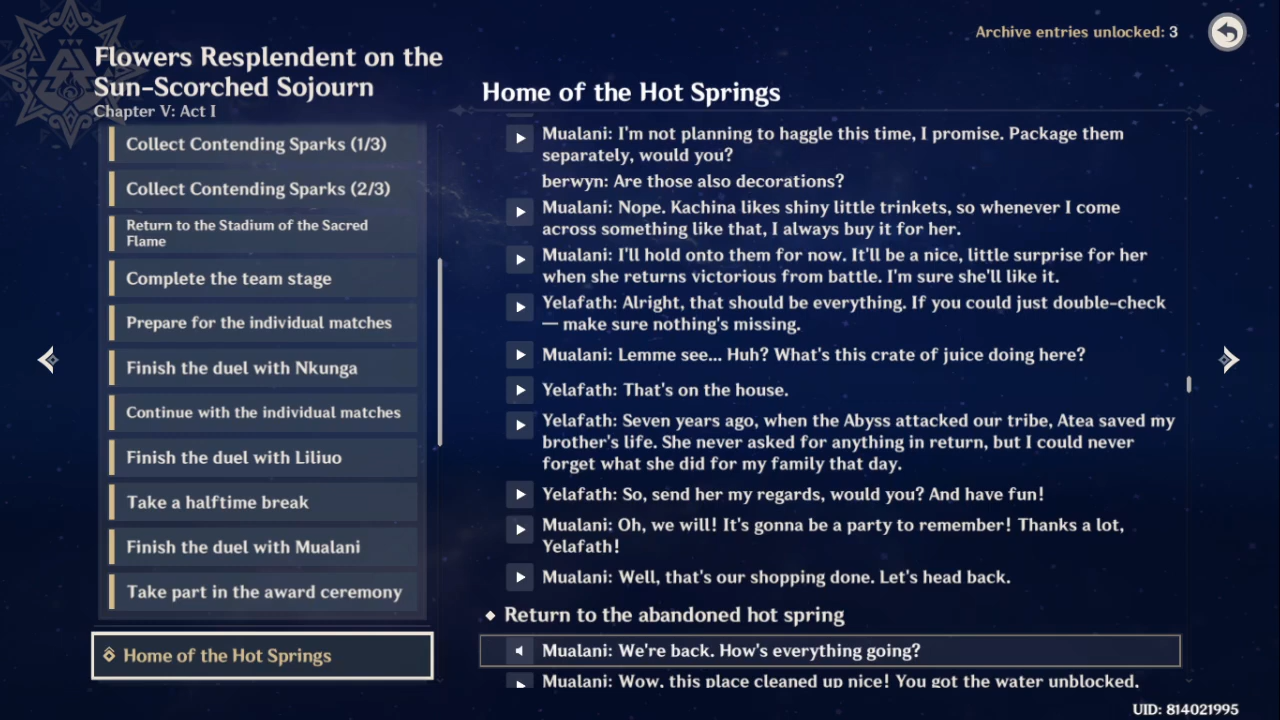 Archive entries unlocked: 3
Flowers Resplendent on the
Sun-Scorched Sojourn
Chapter V: Act I
Collect Contending Sparks (1/3)
Collect Contending Sparks (2/3)
Return to the Stadium of the Sacred
Flame
Complete the team stage
Prepare for the individual matches
Finish the duel with Nkunga
Continue with the individual matches
Finish the duel with Liliuo
Take a halftime break
Finish the duel with Mualani
Take part in the award ceremony
Home of the Hot Springs
Home of the Hot Springs
Mualani: I'm not planning to haggle this time, I promise. Package them
separately, would you?
berwyn: Are those also decorations?
Mualani: Nope. Kachina likes shiny little trinkets, so whenever I come
across something like that, I always buy it for her.
Mualani: I'll hold onto them for now. It'll be a nice, little surprise for her
when she returns victorious from battle. I'm sure she'll like it.
Yelafath: Alright, that should be everything. If you could just double-check
— make sure nothing's missing.
Mualani: Lemme see... Huh? What's this crate of juice doing here?
Yelafath: That's on the house.
Yelafath: Seven years ago, when the Abyss attacked our tribe, Atea saved my
brother's life. She never asked for anything in return, but I could never
forget what she did for my family that day.
Yelafath: So, send her my regards, would you? And have fun!
Mualani: Oh, we will! It's gonna be a party to remember! Thanks a lot,
Yelafath!
Mualani: Well, that's our shopping done. Let's head back.
Return to the abandoned hot spring
Mualani: We're back. How's everything going?
Mualani: Wow, this place cleaned up nice! You got the water unblocked,
UID: 814021995